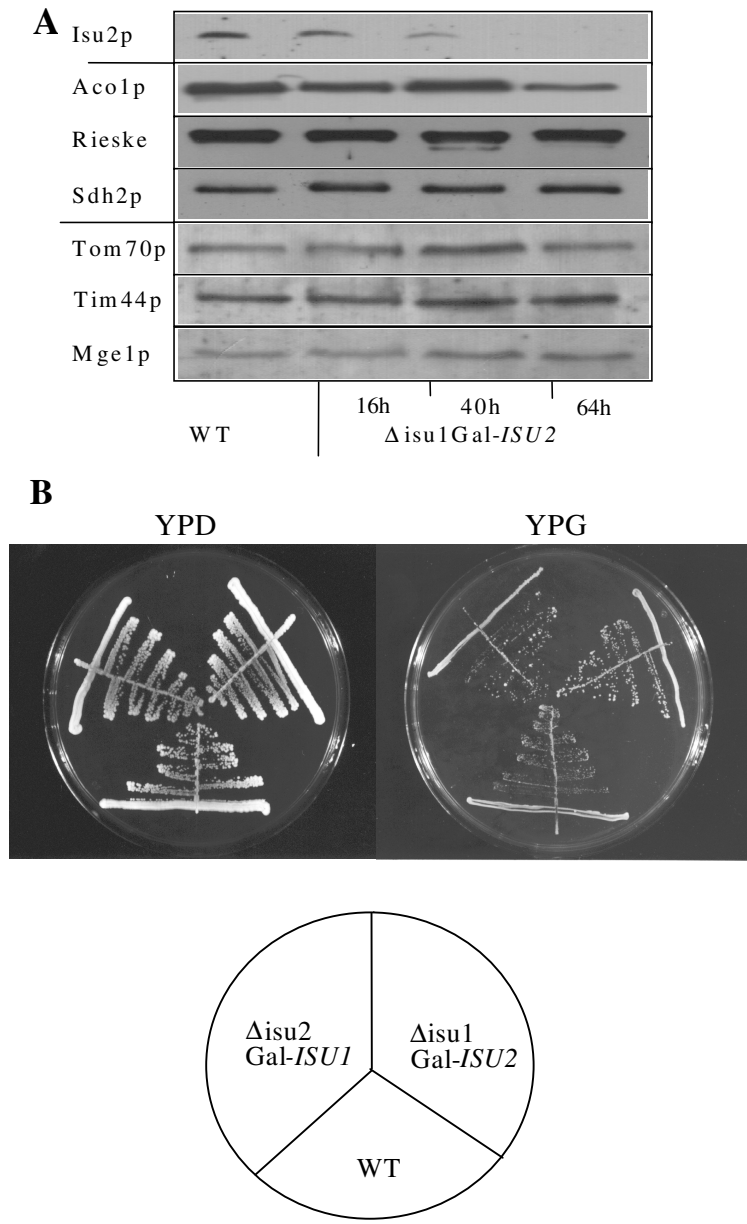 A
Isu2p
Aco1p
Rieske
Sdh2p
Tom70p
Tim44p
Mge1p
16h 40h 64h
WT Δisu1Gal-ISU2
B
YPD YPG
Δisu2
Gal-ISU1
Δisu1
Gal-ISU2
WT